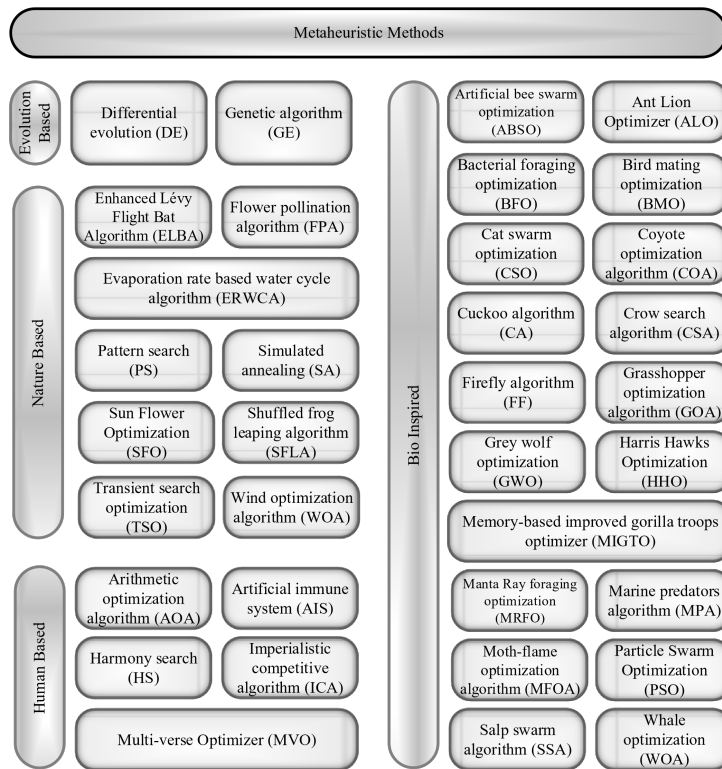 Metaheuristic Methods
Evolution
Based
Differential
evolution (DE)
Genetic algorithm
(GE)
Nature Based
Enhanced Lévy
Flight Bat
Algorithm (ELBA)
Flower pollination
algorithm (FPA)
Evaporation rate based water cycle
algorithm (ERWCA)
Pattern search
(PS)
Simulated
annealing (SA)
Sun Flower
Optimization
(SFO)
Shuffled frog
leaping algorithm
(SFLA)
Transient search
optimization
(TSO)
Wind optimization
algorithm (WOA)
Human Based
Arithmetic
optimization
algorithm (AOA)
Artificial immune
system (AIS)
Harmony search
(HS)
Imperialistic
competitive
algorithm (ICA)
Multi-verse Optimizer (MVO)
Bio Inspired
Artificial bee swarm
optimization
(ABSO)
Ant Lion
Optimizer (ALO)
Bacterial foraging
optimization
(BFO)
Bird mating
optimization
(BMO)
Cat swarm
optimization
(CSO)
Coyote
optimization
algorithm (COA)
Cuckoo algorithm
(CA)
Crow search
algorithm (CSA)
Firefly algorithm
(FF)
Grasshopper
optimization
algorithm (GOA)
Grey wolf
optimization
(GWO)
Harris Hawks
Optimization
(HHO)
Memory-based improved gorilla troops
optimizer (MIGTO)
Manta Ray foraging
optimization
(MRFO)
Marine predators
algorithm (MPA)
Moth-flame
optimization
algorithm (MFOA)
Particle Swarm
Optimization
(PSO)
Salp swarm
algorithm (SSA)
Whale
optimization
(WOA)